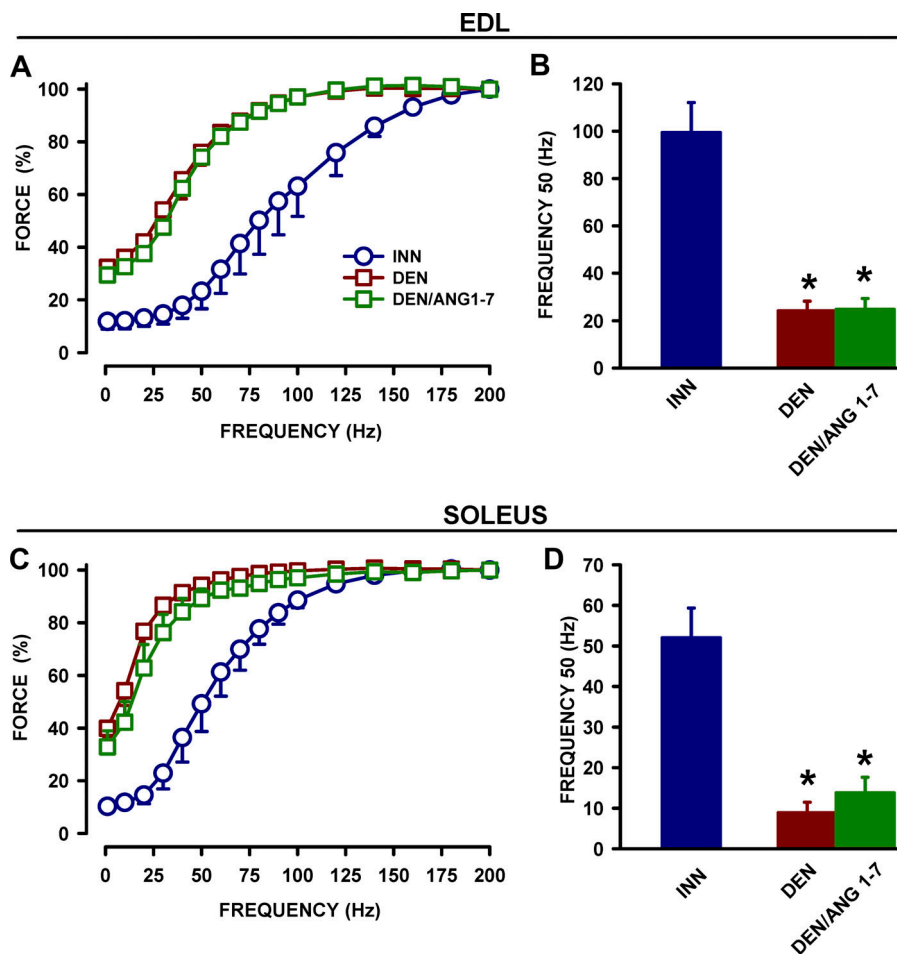 EDL
A
100
80
60
40
20
0
FORCE (%)
INN
DEN
DEN/ANG1-7
0 25 50 75 100 125 150 175 200
FREQUENCY (Hz)
B
120
100
80
60
40
20
0
FREQUENCY 50 (Hz)
*
*
INN
DEN
DEN/ANG 1-7
SOLEUS
C
100
80
60
40
20
0
FORCE (%)
0 25 50 75 100 125 150 175 200
FREQUENCY (Hz)
D
70
60
50
40
30
20
10
0
FREQUENCY 50 (Hz)
*
*
INN
DEN
DEN/ANG 1-7